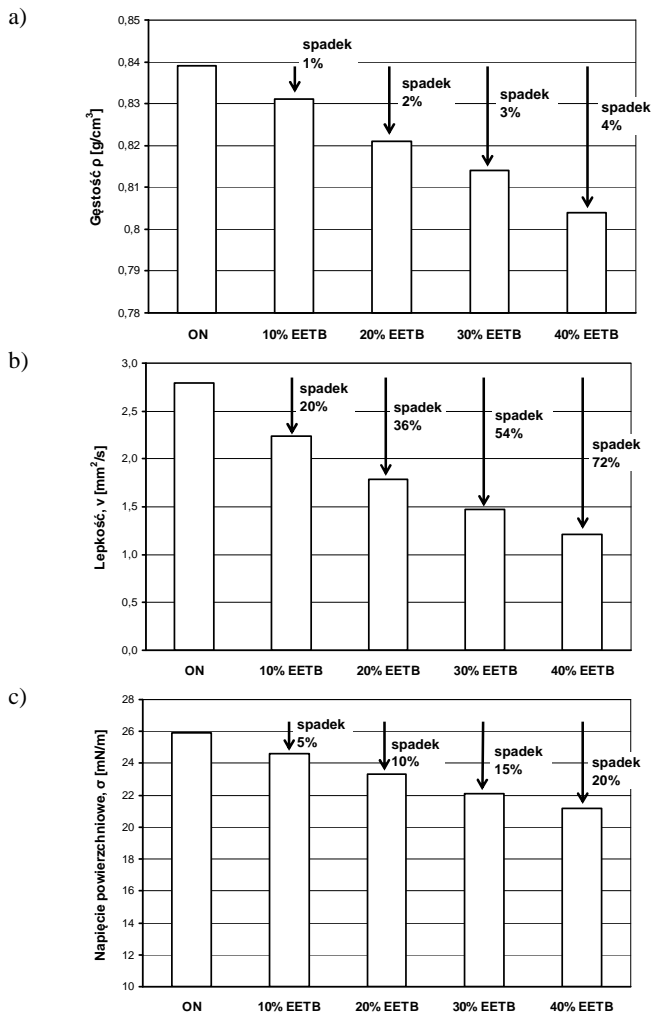 a)
0,85
0,84
0,83
0,82
0,81
0,8
0,79
0,78
Gęstość ρ [g/cm³]
spadek
1%
spadek
2%
spadek
3%
spadek
4%
ON 10% EETB 20% EETB 30% EETB 40% EETB
b)
3,0
2,5
2,0
1,5
1,0
0,5
0,0
Lepkość, ν [mm²/s]
spadek
20%
spadek
36%
spadek
54%
spadek
72%
ON 10% EETB 20% EETB 30% EETB 40% EETB
c)
28
26
24
22
20
18
16
14
12
10
Napięcie powierzchniowe, σ [mN/m]
spadek
5%
spadek
10%
spadek
15%
spadek
20%
ON 10% EETB 20% EETB 30% EETB 40% EETB